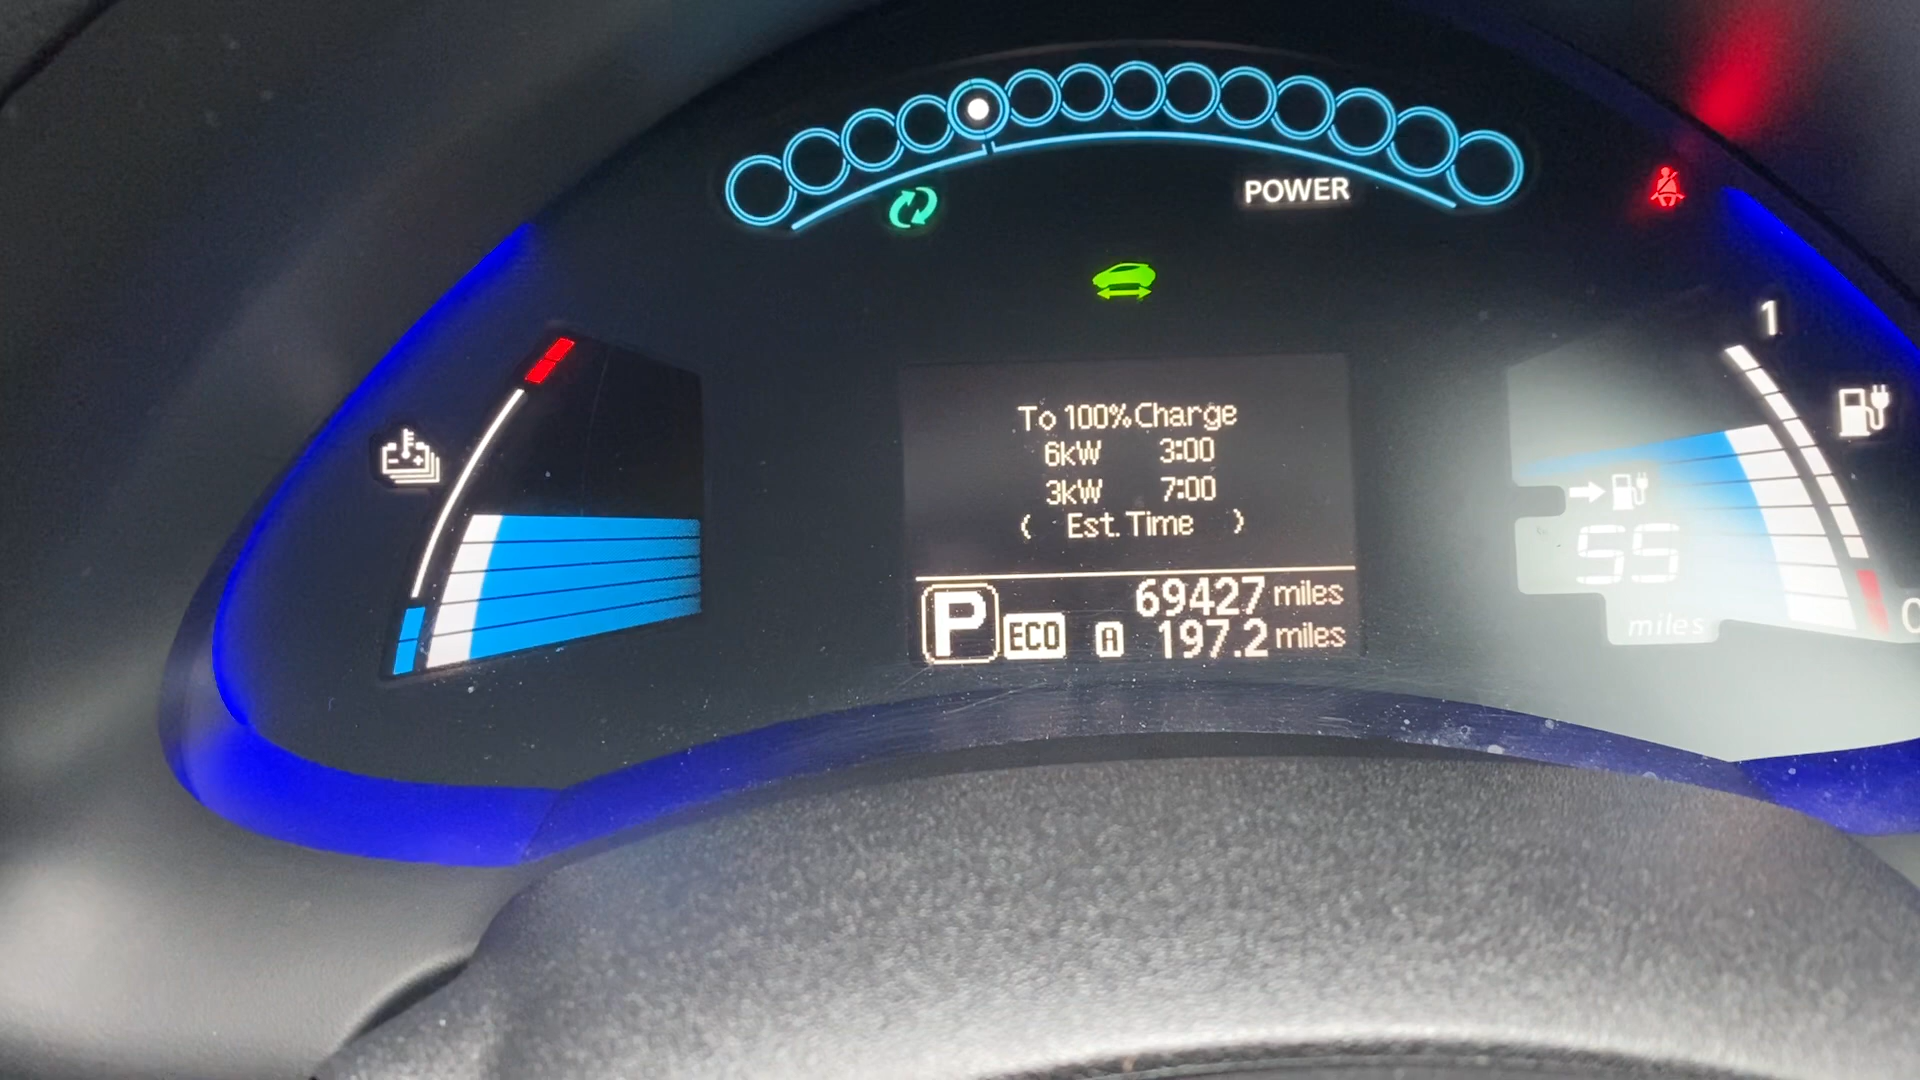 POWER
1
To 100% Charge
6kW 3:00
3kW 7:00
( Est. Time )
55
miles
0
P ECO
69427 miles
A 197.2 miles